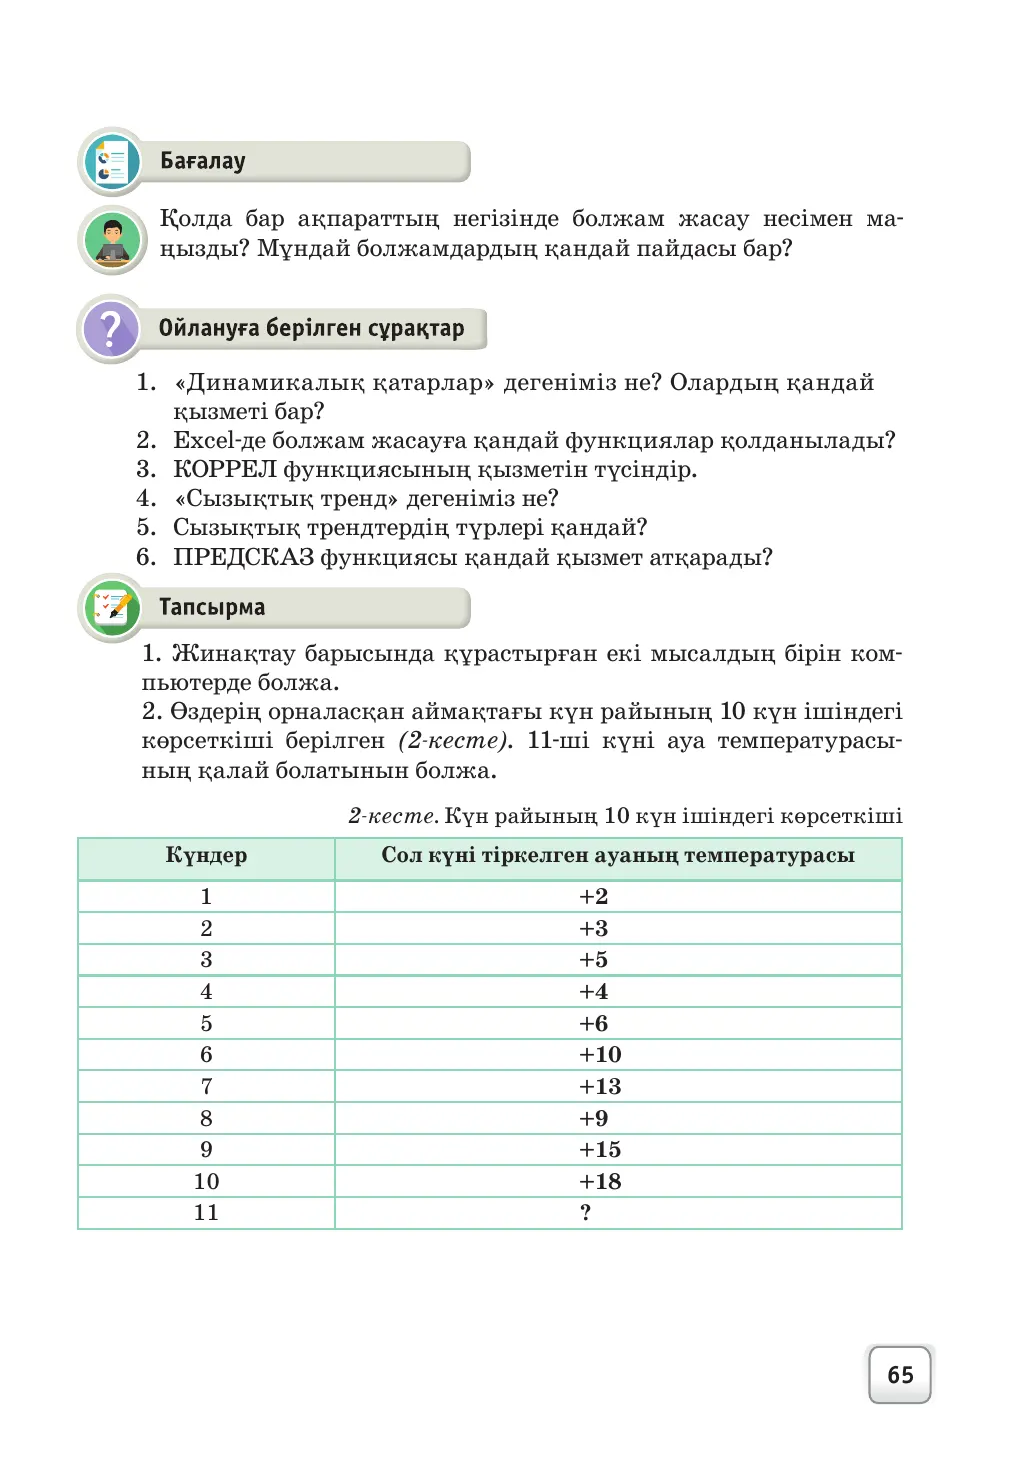 Бағалау
Қолда бар ақпараттың негізінде болжам жасау несімен ма-
ңызды? Мұндай болжамдардың қандай пайдасы бар?
?
Ойлануға берілген сұрақтар
1. «Динамикалық қатарлар» дегеніміз не? Олардың қандай
қызметі бар?
2. Excel-де болжам жасауға қандай функциялар қолданылады?
3. КОРРЕЛ функциясының қызметін түсіндір.
4. «Сызықтық тренд» дегеніміз не?
5. Сызықтық трендтердің түрлері қандай?
6. ПРЕДСКАЗ функциясы қандай қызмет атқарады?
Тапсырма
1. Жинақтау барысында құрастырған екі мысалдың бірін ком-
пьютерде болжа.
2. Өздерің орналасқан аймақтағы күн райының 10 күн ішіндегі
көрсеткіші берілген (2-кесте). 11-ші күні ауа температурасы-
ның қалай болатынын болжа.
2-кесте. Күн райының 10 күн ішіндегі көрсеткіші
Күндер Сол күні тіркелген ауаның температурасы
1 +2
2 +3
3 +5
4 +4
5 +6
6 +10
7 +13
8 +9
9 +15
10 +18
11 ?
65